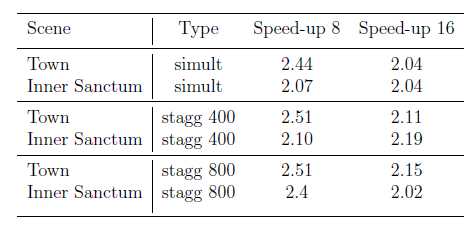 Scene Type Speed-up 8 Speed-up 16
Town simult 2.44 2.04
Inner Sanctum simult 2.07 2.04
Town stagg 400 2.51 2.11
Inner Sanctum stagg 400 2.10 2.19
Town stagg 800 2.51 2.15
Inner Sanctum stagg 800 2.4 2.02